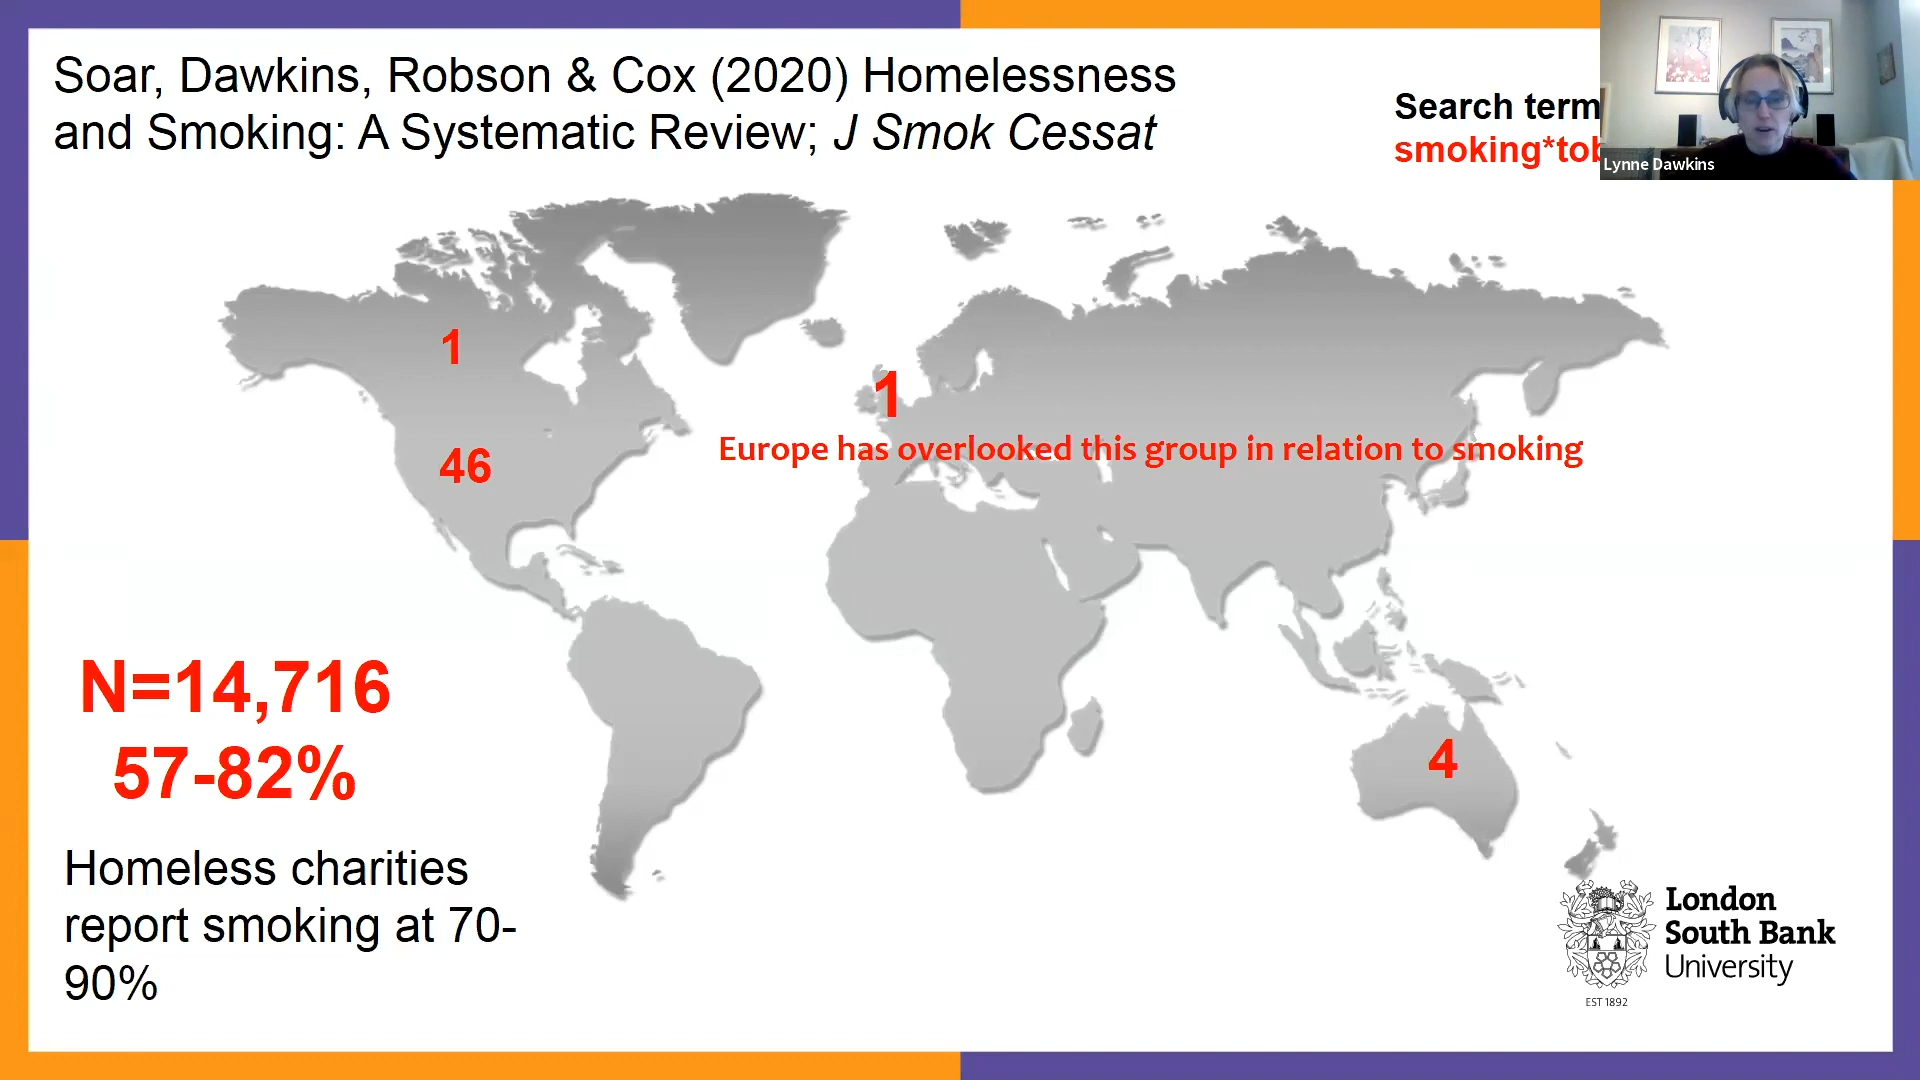 Soar, Dawkins, Robson & Cox (2020) Homelessness
and Smoking: A Systematic Review; J Smok Cessat
Search term
smoking*tob
Lynne Dawkins
1
1
Europe has overlooked this group in relation to smoking
46
N=14,716
57-82%
4
Homeless charities
report smoking at 70-
90%
London
South Bank
University
EST 1892